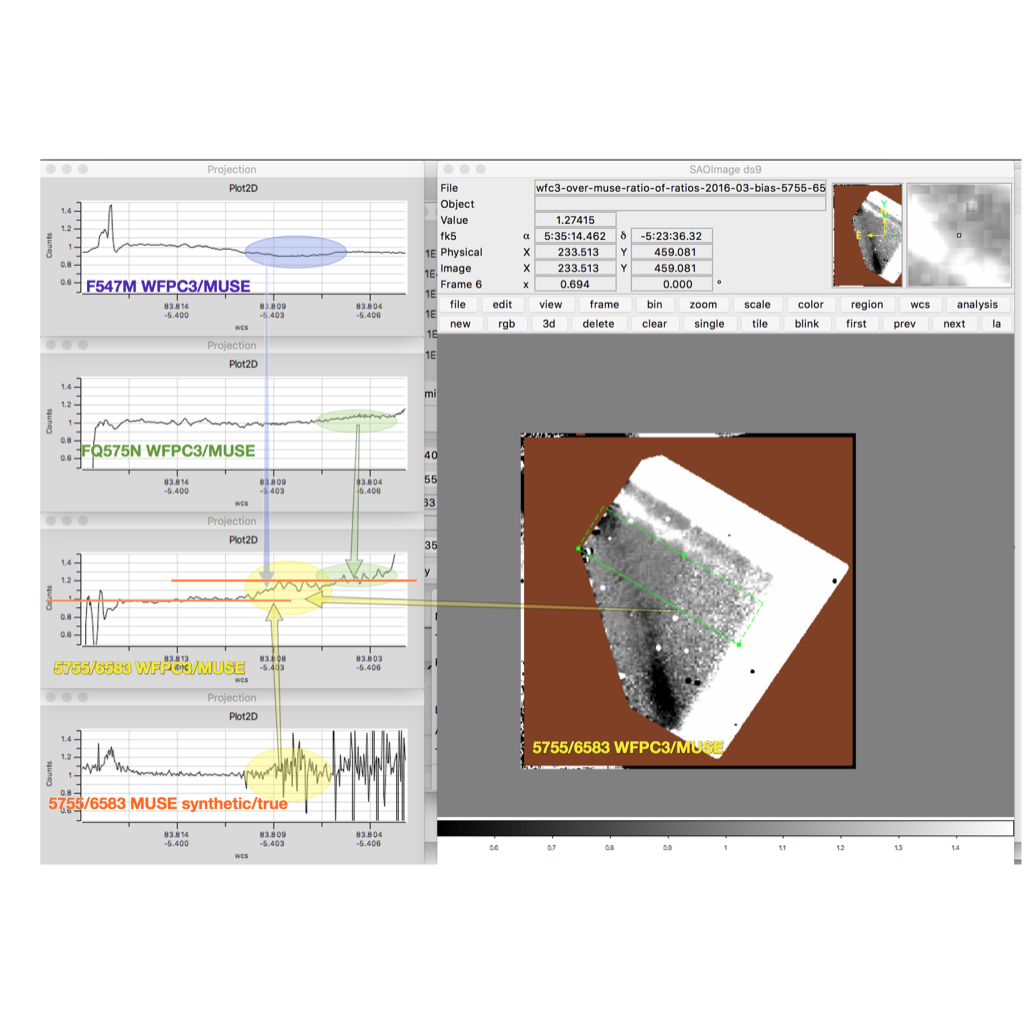 Projection
Plot2D
1.4
1.2
1
0.8
0.6
Counts
F547M WFPC3/MUSE
83.814 83.809 83.804
-5.400 -5.403 -5.406
wcs
Projection
Plot2D
1.4
1.2
1
0.8
0.6
Counts
FQ575N WFPC3/MUSE
83.814 83.809 83.804
-5.400 -5.403 -5.406
wcs
Projection
Plot2D
1.4
1.2
1
0.8
0.6
Counts
5755/6583 WFPC3/MUSE
83.813 83.808 83.803
-5.400 -5.403 -5.406
wcs
Projection
Plot2D
1.4
1.2
1
0.8
0.6
Counts
5755/6583 MUSE synthetic/true
83.814 83.809 83.804
-5.400 -5.403 -5.406
wcs
SAOImage ds9
File wfc3-over-muse-ratio-of-ratios-2016-03-bias-5755-65
Object
Value 1.27415
fk5 α 5:35:14.462 δ -5:23:36.32
Physical X 233.513 Y 459.081
Image X 233.513 Y 459.081
Frame 6 x 0.694 0.000 °
Y
E
file edit view frame bin zoom scale color region wcs analysis
new rgb 3d delete clear single tile blink first prev next la
5755/6583 WFPC3/MUSE
0.6 0.7 0.8 0.9 1 1.1 1.2 1.3 1.4